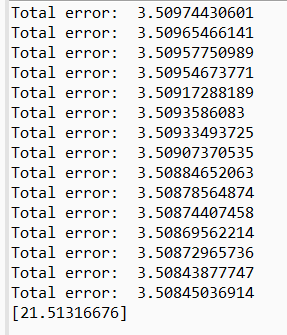 Total error:  3.50974430601
Total error:  3.50965466141
Total error:  3.50957750989
Total error:  3.50954673771
Total error:  3.50917288189
Total error:  3.5093586083
Total error:  3.50933493725
Total error:  3.50907370535
Total error:  3.50884652063
Total error:  3.50878564874
Total error:  3.50874407458
Total error:  3.50869562214
Total error:  3.50872965736
Total error:  3.50843877747
Total error:  3.50845036914
[21.51316676]